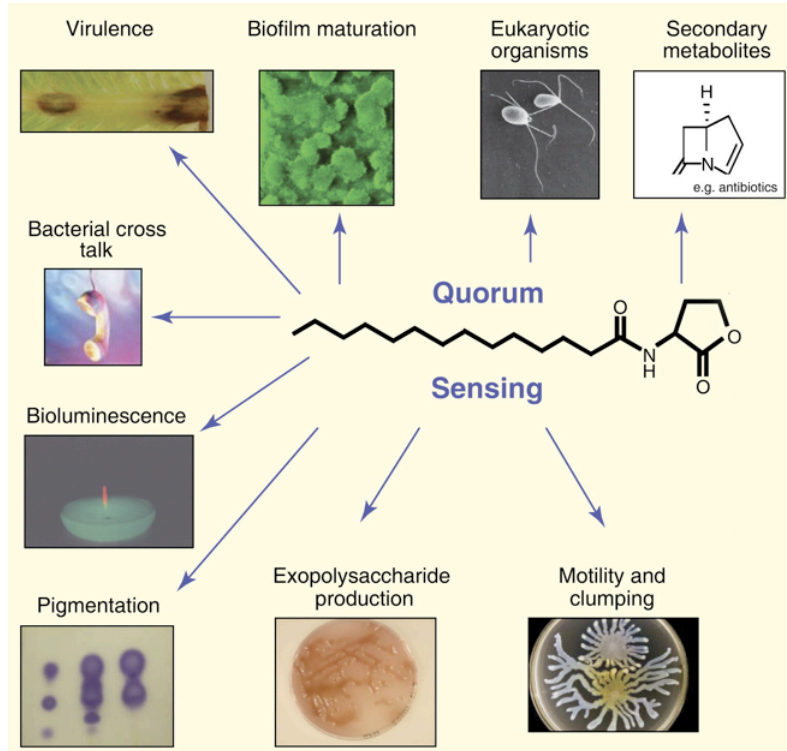 Virulence
Biofilm maturation
Eukaryotic
organisms
Secondary
metabolites
H
N
e.g. antibiotics
Bacterial cross
talk
Quorum
O
O
N
H
O
Sensing
Bioluminescence
Pigmentation
Exopolysaccharide
production
Motility and
clumping